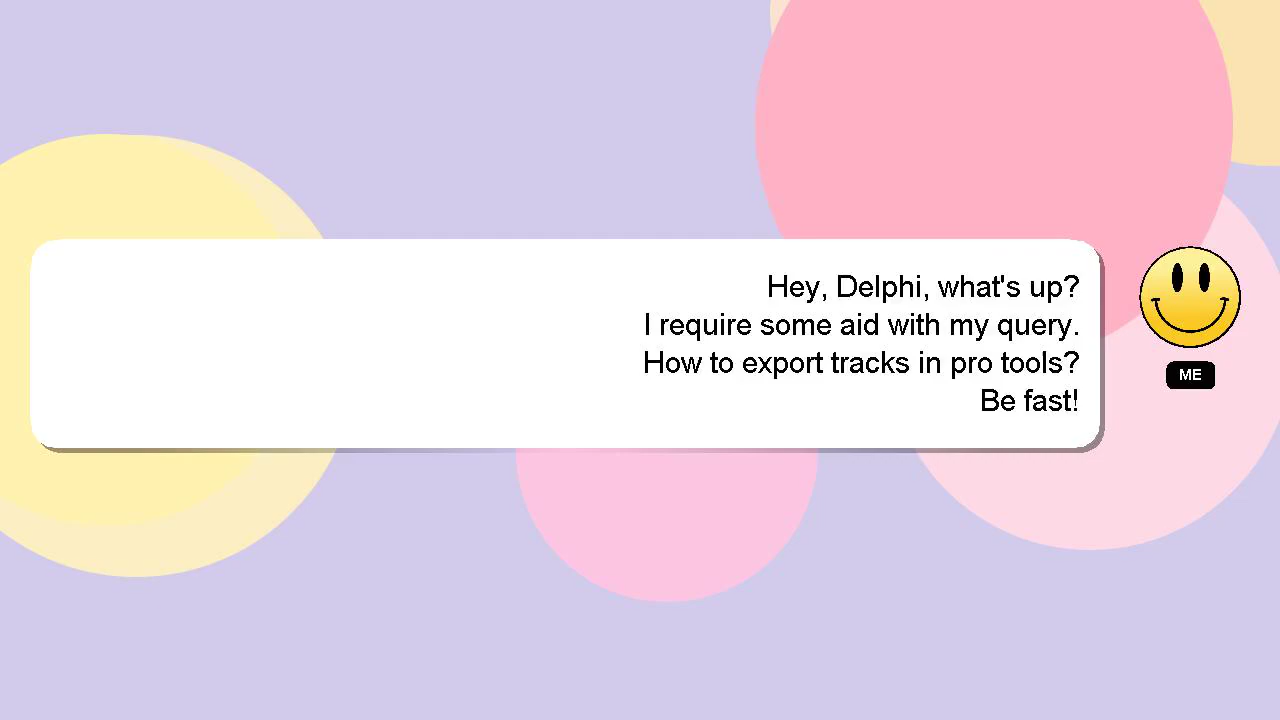 Hey, Delphi, what's up?
I require some aid with my query.
How to export tracks in pro tools?
Be fast!
ME